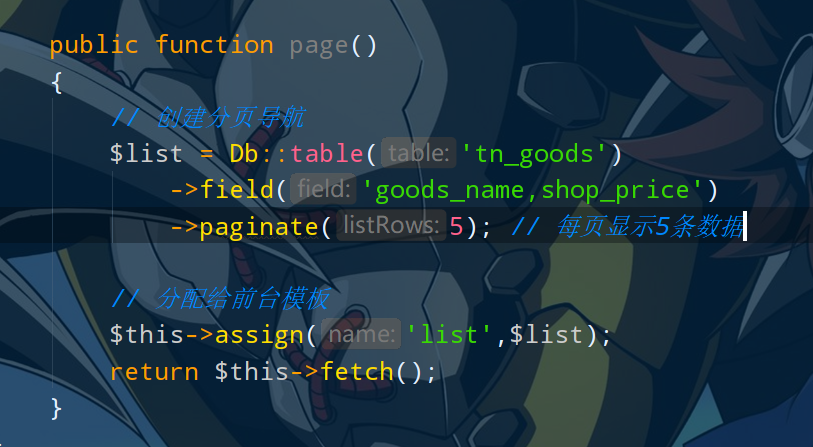 public function page()
{
// 创建分页导航
$list = Db::table( table: 'tn_goods')
->field( field: 'goods_name,shop_price')
->paginate( listRows: 5); // 每页显示5条数据
// 分配给前台模板
$this->assign( name: 'list',$list);
return $this->fetch();
}